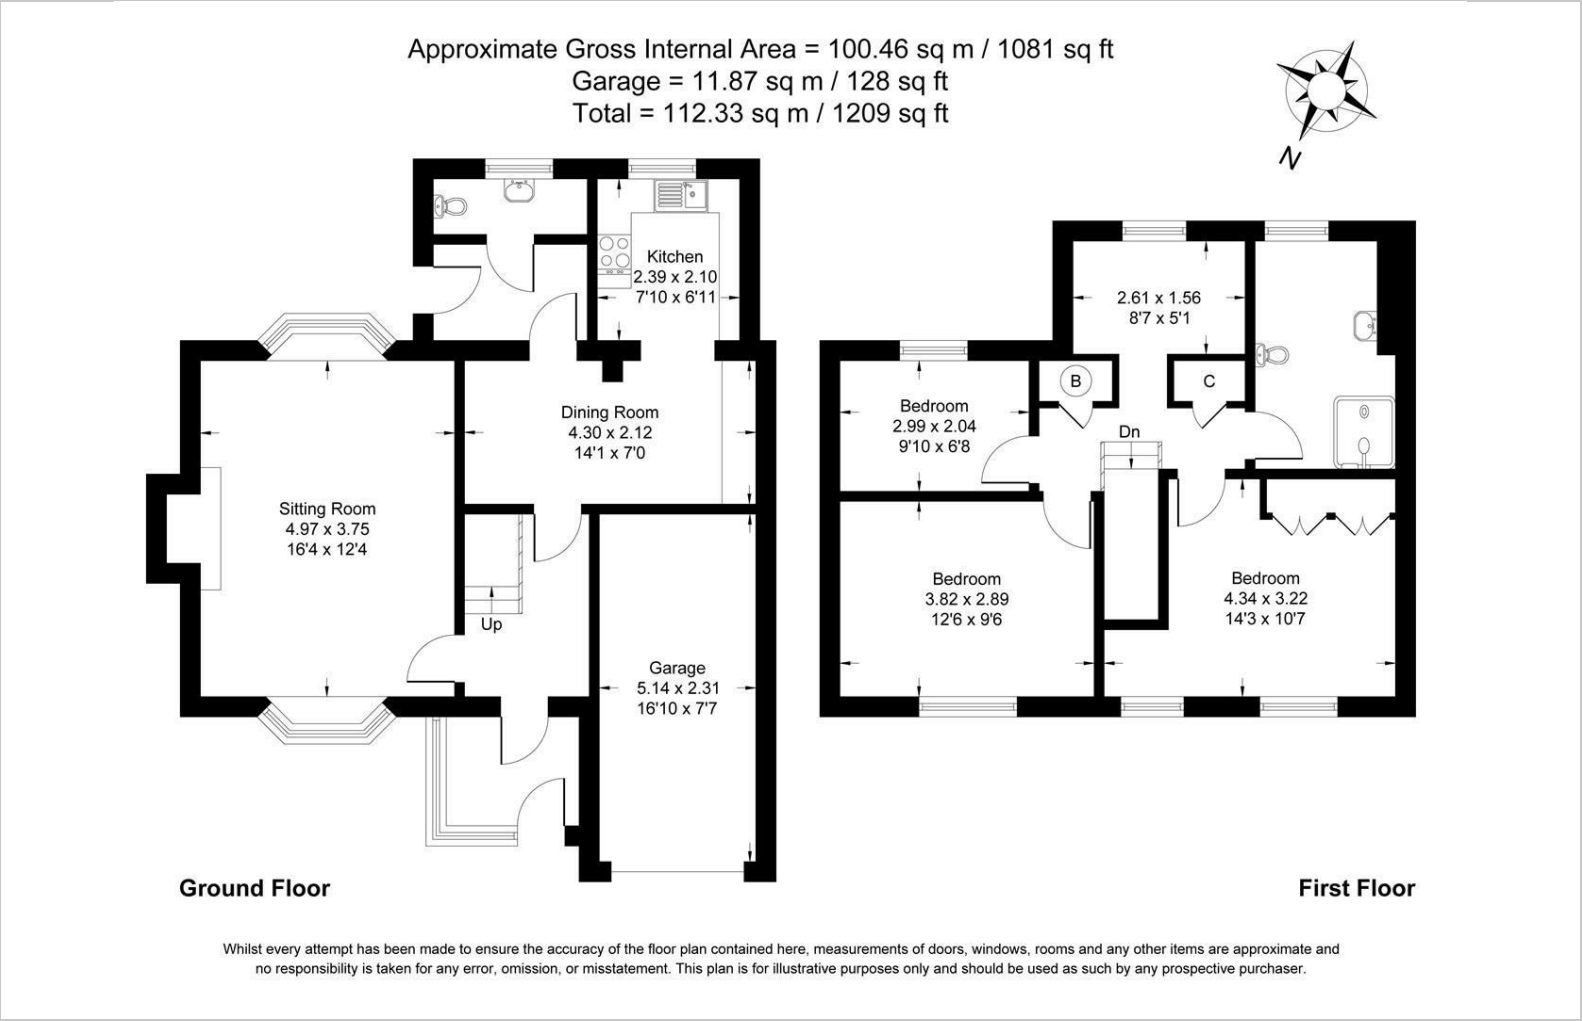 Approximate Gross Internal Area = 100.46 sq m / 1081 sq ft
Garage = 11.87 sq m / 128 sq ft
Total = 112.33 sq m / 1209 sq ft
N
Kitchen
2.39 x 2.10
7'10 x 6'11
Dining Room
4.30 x 2.12
14'1 x 7'0
Sitting Room
4.97 x 3.75
16'4 x 12'4
Up
Garage
5.14 x 2.31
16'10 x 7'7
Ground Floor
2.61 x 1.56
8'7 x 5'1
B
C
Bedroom
2.99 x 2.04
9'10 x 6'8
Dn
Bedroom
3.82 x 2.89
12'6 x 9'6
Bedroom
4.34 x 3.22
14'3 x 10'7
First Floor
Whilst every attempt has been made to ensure the accuracy of the floor plan contained here, measurements of doors, windows, rooms and any other items are approximate and
no responsibility is taken for any error, omission, or misstatement. This plan is for illustrative purposes only and should be used as such by any prospective purchaser.